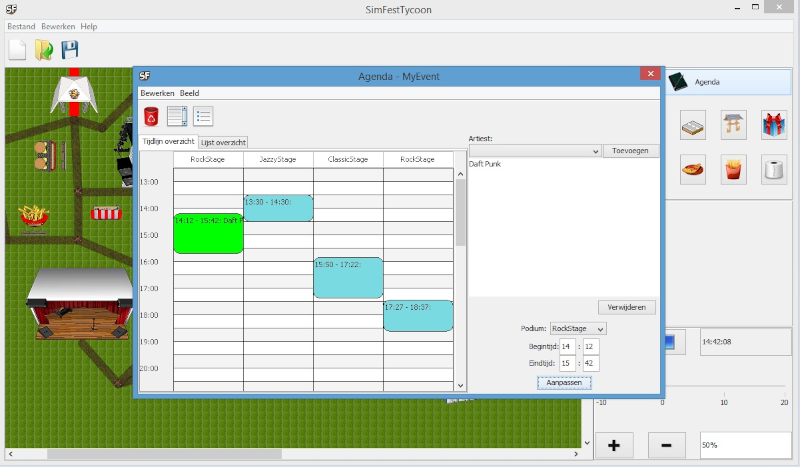 SF
SimFestTycoon
Bestand Bewerken Help
SF
Agenda - MyEvent
Bewerken Beeld
Tijdlijn overzicht Lijst overzicht
RockStage JazzyStage ClassicStage RockStage
13:00
14:00
15:00
16:00
17:00
18:00
19:00
20:00
13:30 - 14:30:
14:12 - 15:42: Daft
15:50 - 17:22:
17:27 - 18:37:
Artiest:
Toevoegen
Daft Punk
Verwijderen
Podium: RockStage
Begintijd: 14 : 12
Eindtijd: 15 : 42
Aanpassen
Agenda
14:42:08
-10 0 10 20
+ - 50%